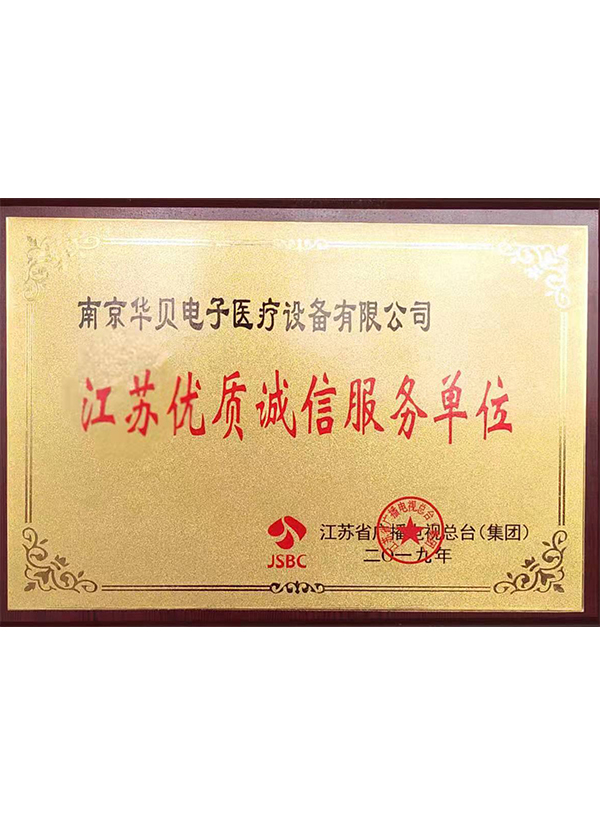 南京华贝电子医疗设备有限公司
江苏优质诚信服务单位
JSBC
江苏省广播电视总台(集团)
二〇一九年